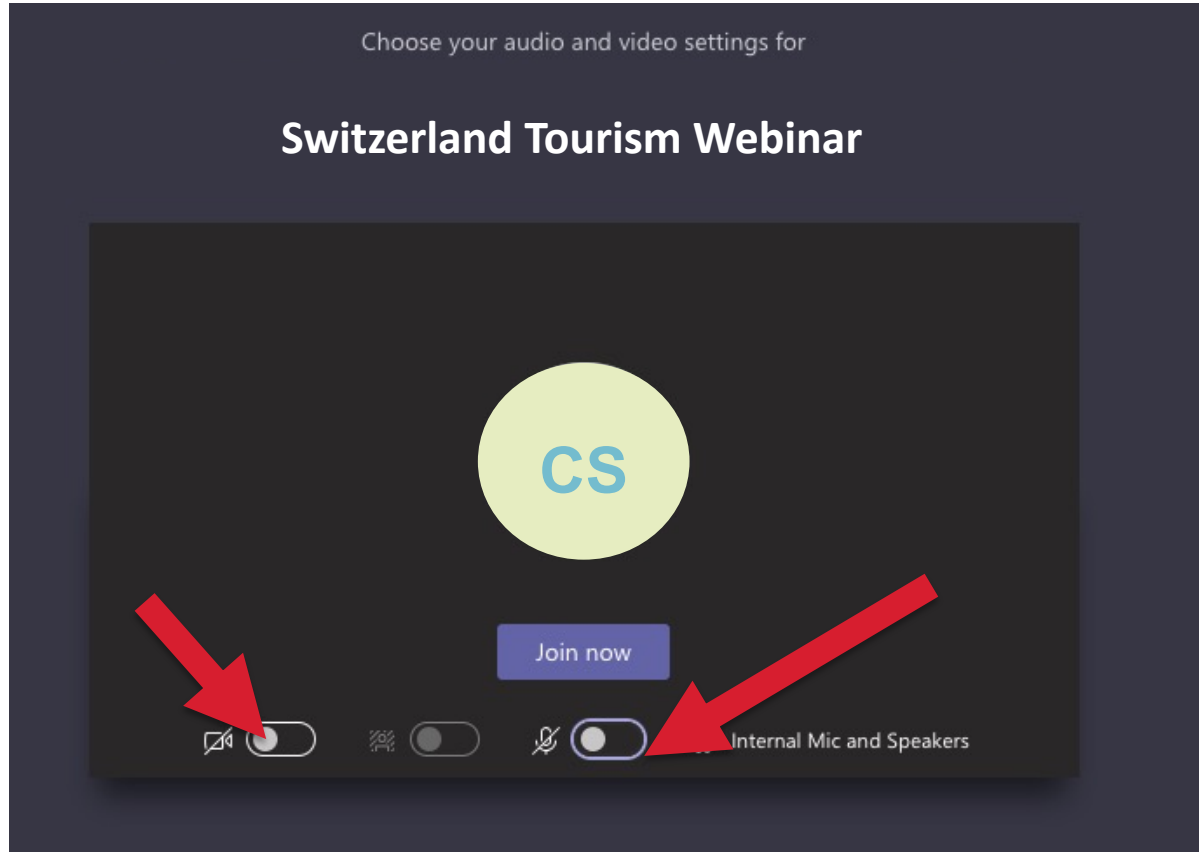 Choose your audio and video settings for
Switzerland Tourism Webinar
CS
Join now
Internal Mic and Speakers